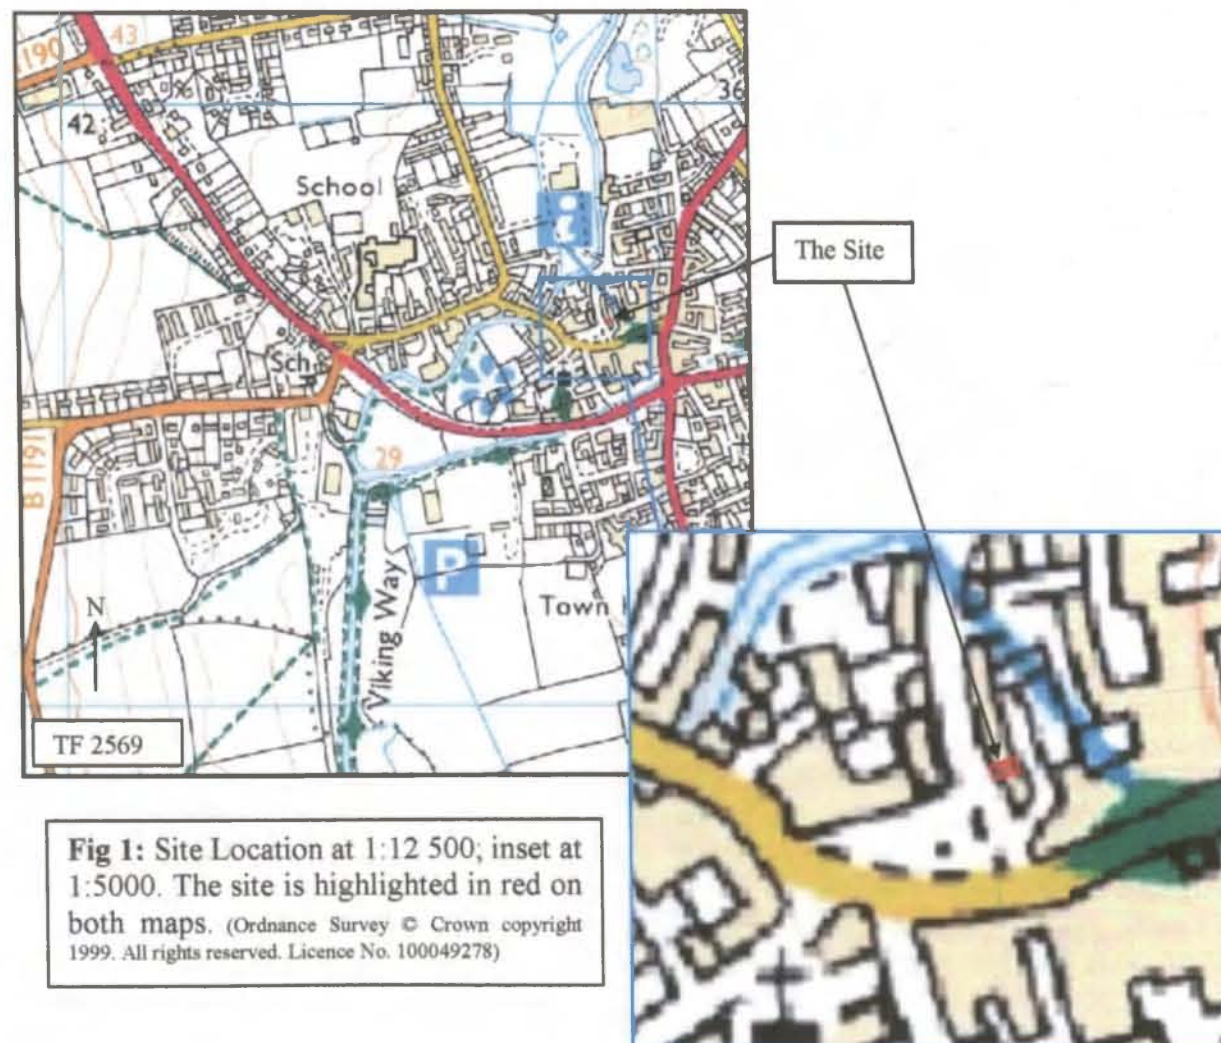 190
43
36
42
School
i
The Site
Sch
29
B 1191
P
N
Viking Way
Town
TF 2569
Fig 1: Site Location at 1:12 500; inset at
1:5000. The site is highlighted in red on
both maps. (Ordnance Survey © Crown copyright
1999. All rights reserved. Licence No. 100049278)